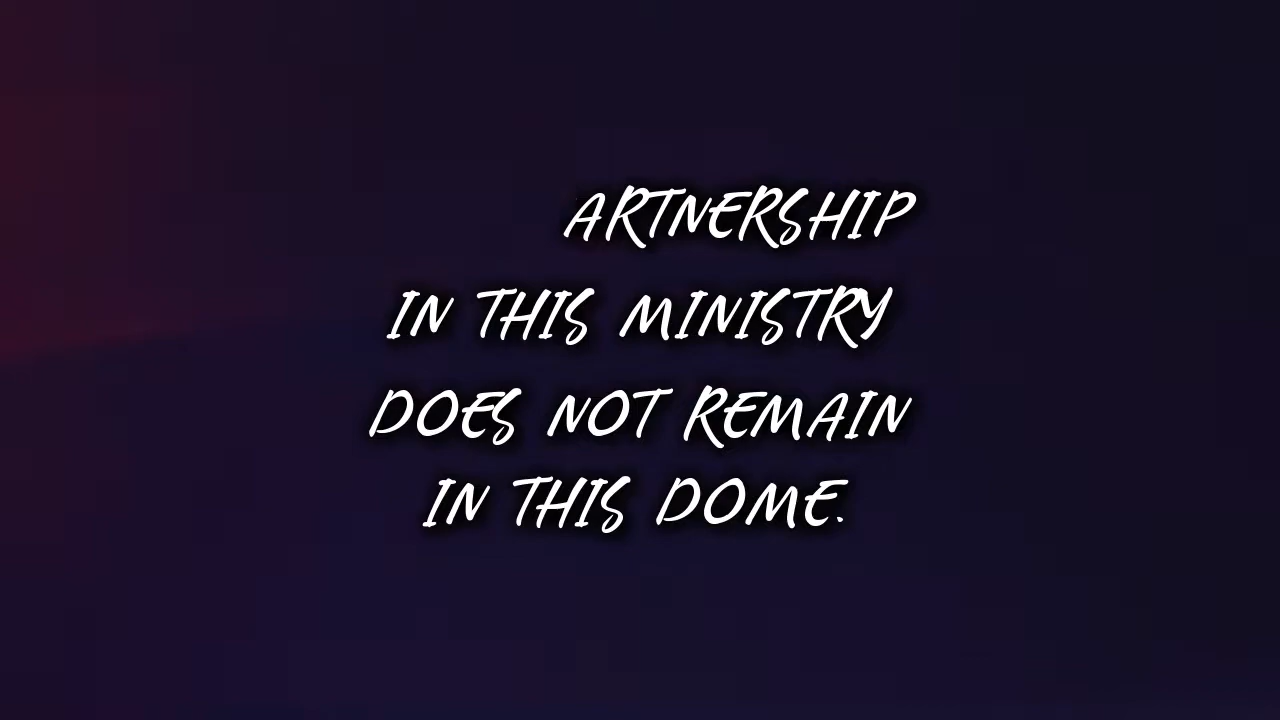 ARTNERSHIP
IN THIS MINISTRY
DOES NOT REMAIN
IN THIS DOME.